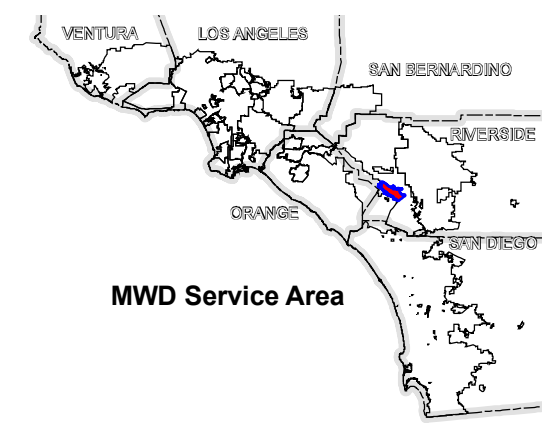 VENTURA
LOS ANGELES
SAN BERNARDINO
RIVERSIDE
ORANGE
SAN DIEGO
MWD Service Area